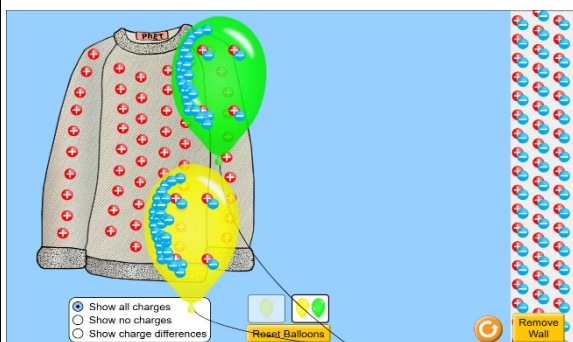 PhET
Show all charges
Show no charges
Show charge differences
Reset Balloons
Remove
Wall